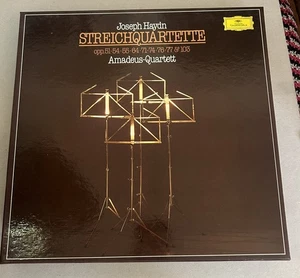 Joseph Haydn
STREICHQUARTETTE
opp. 51·54·55·64·71·74·76·77 & 103
Amadeus-Quartett